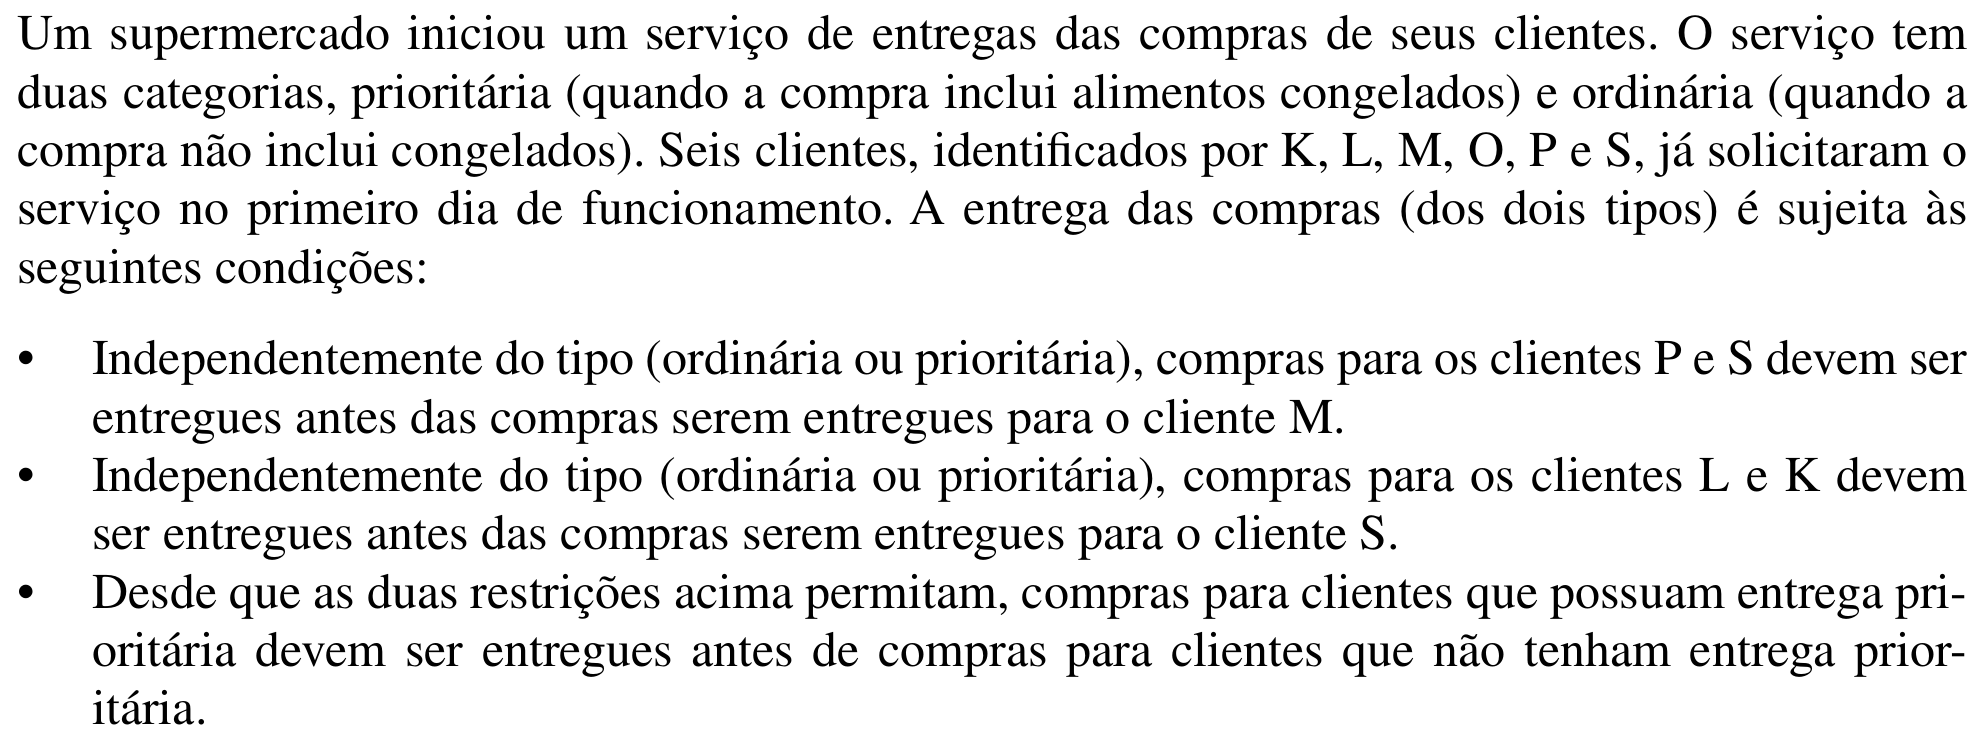 Um supermercado iniciou um serviço de entregas das compras de seus clientes. O serviço tem
duas categorias, prioritária (quando a compra inclui alimentos congelados) e ordinária (quando a
compra não inclui congelados). Seis clientes, identificados por K, L, M, O, P e S, já solicitaram o
serviço no primeiro dia de funcionamento. A entrega das compras (dos dois tipos) é sujeita às
seguintes condições:
• Independentemente do tipo (ordinária ou prioritária), compras para os clientes P e S devem ser
entregues antes das compras serem entregues para o cliente M.
• Independentemente do tipo (ordinária ou prioritária), compras para os clientes L e K devem
ser entregues antes das compras serem entregues para o cliente S.
• Desde que as duas restrições acima permitam, compras para clientes que possuam entrega pri-
oritária devem ser entregues antes de compras para clientes que não tenham entrega prior-
itária.